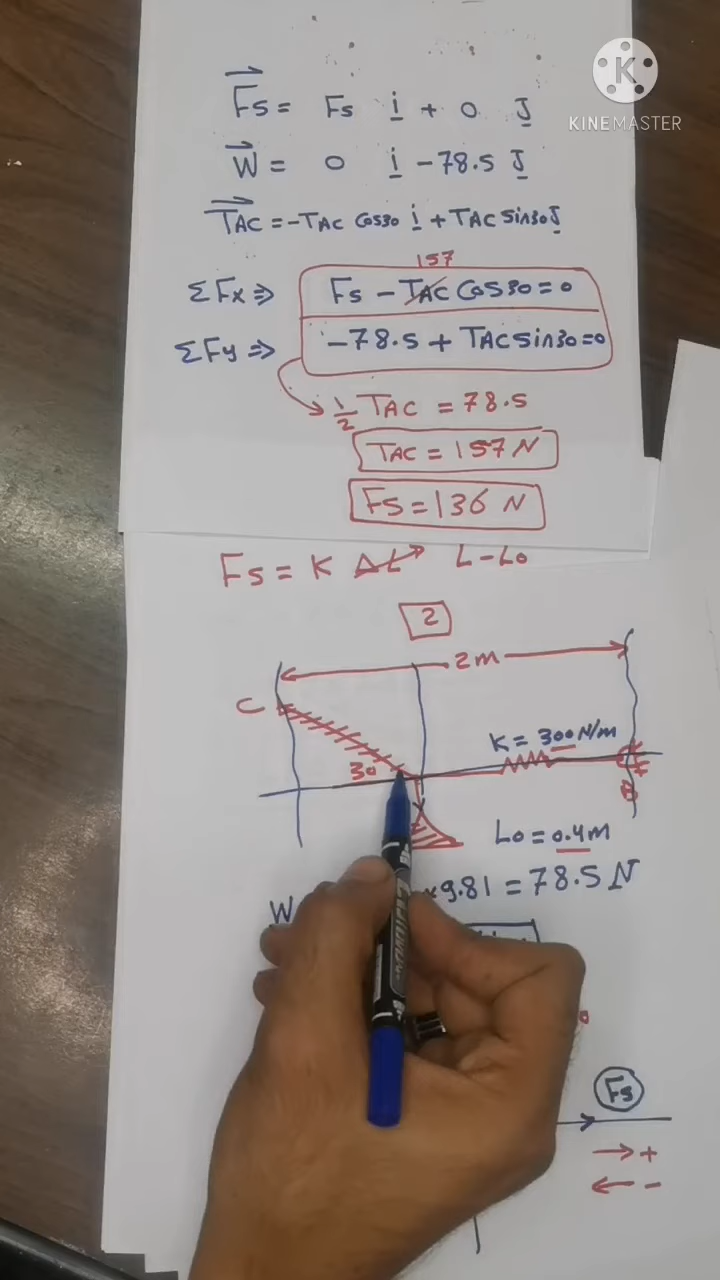 K
KINEMASTER
Fs = Fs i + 0 J
W = 0 i -78.5 J
TAC = -TAC Cos30 i + TAC Sin30 J
157
ΣFx => Fs - TAC Cos30 = 0
ΣFy => -78.5 + TAC Sin30 = 0
1/2 TAC = 78.5
TAC = 157 N
Fs = 136 N
Fs = K ΔL L-Lo
2
2m
C
K = 300 N/m
30
B
Lo = 0.4m
W ×9.81 = 78.5 N
Fs
+
-